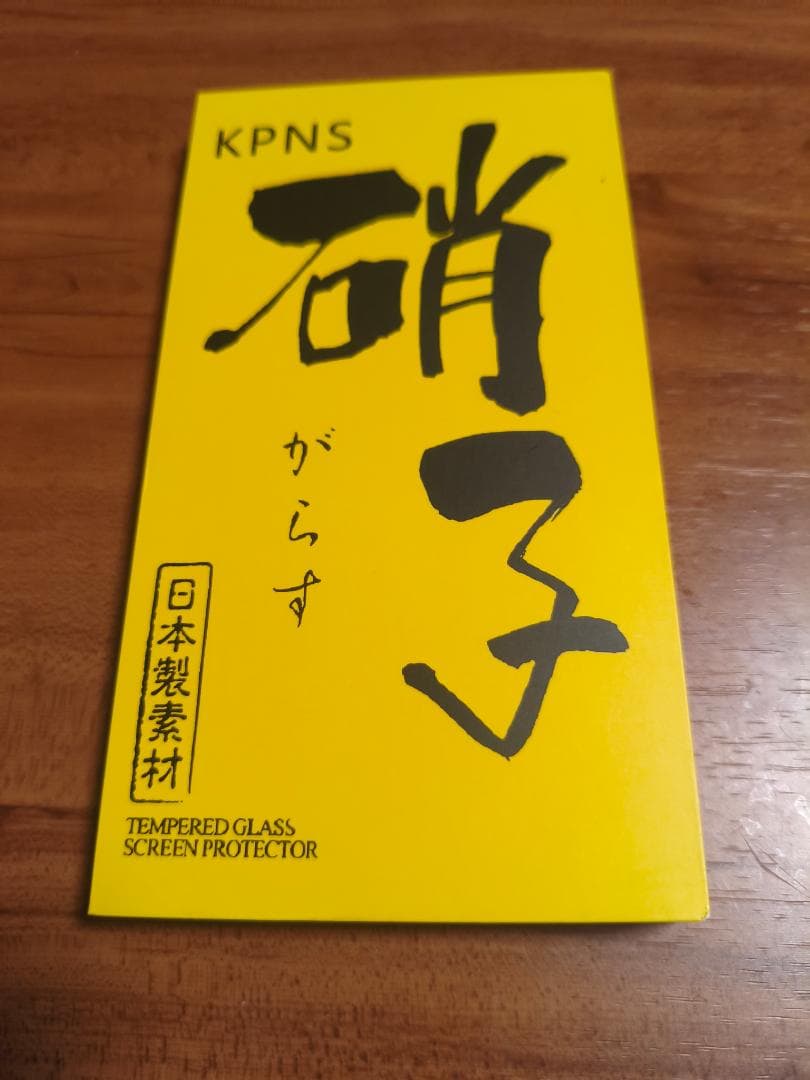 KPNS
硝子
がらす
日本製素材
TEMPERED GLASS
SCREEN PROTECTOR